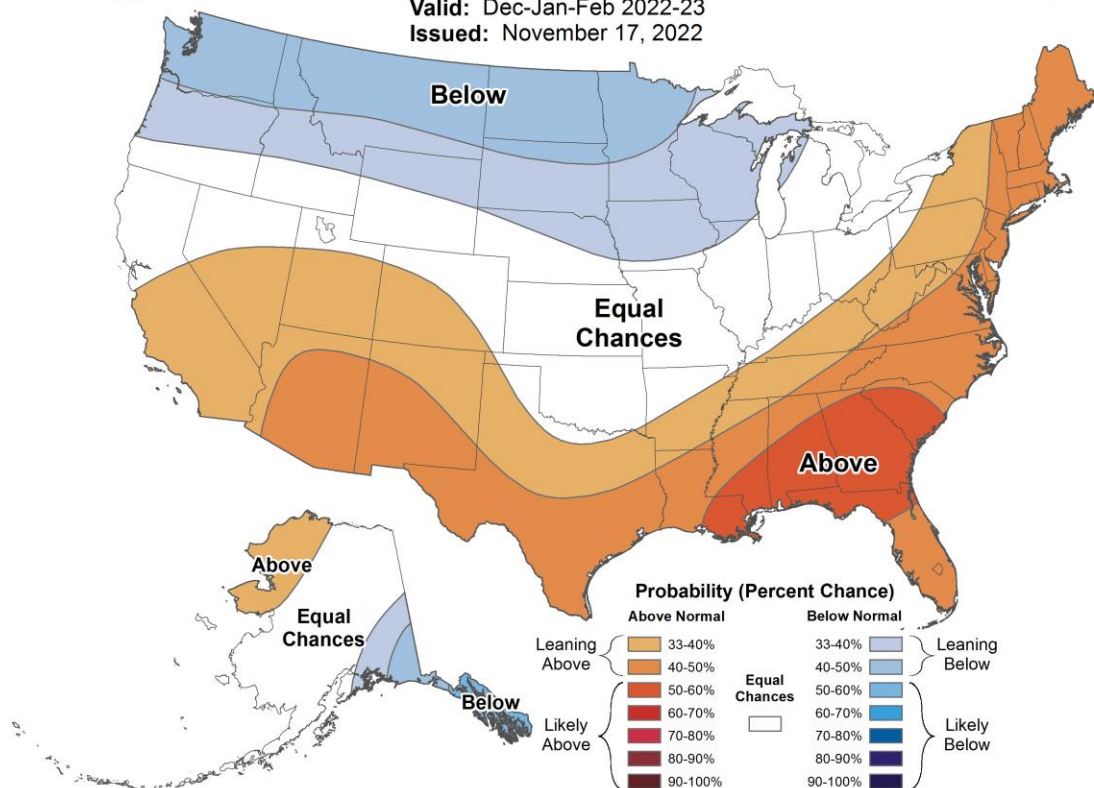 Valid: Dec-Jan-Feb 2022-23
Issued: November 17, 2022
Below
Equal
Chances
Above
Above
Equal
Chances
Below
Probability (Percent Chance)
Above Normal
Below Normal
Leaning
Above
33-40%
40-50%
Likely
Above
50-60%
60-70%
70-80%
80-90%
90-100%
Equal
Chances
33-40%
40-50%
Leaning
Below
50-60%
60-70%
70-80%
80-90%
90-100%
Likely
Below